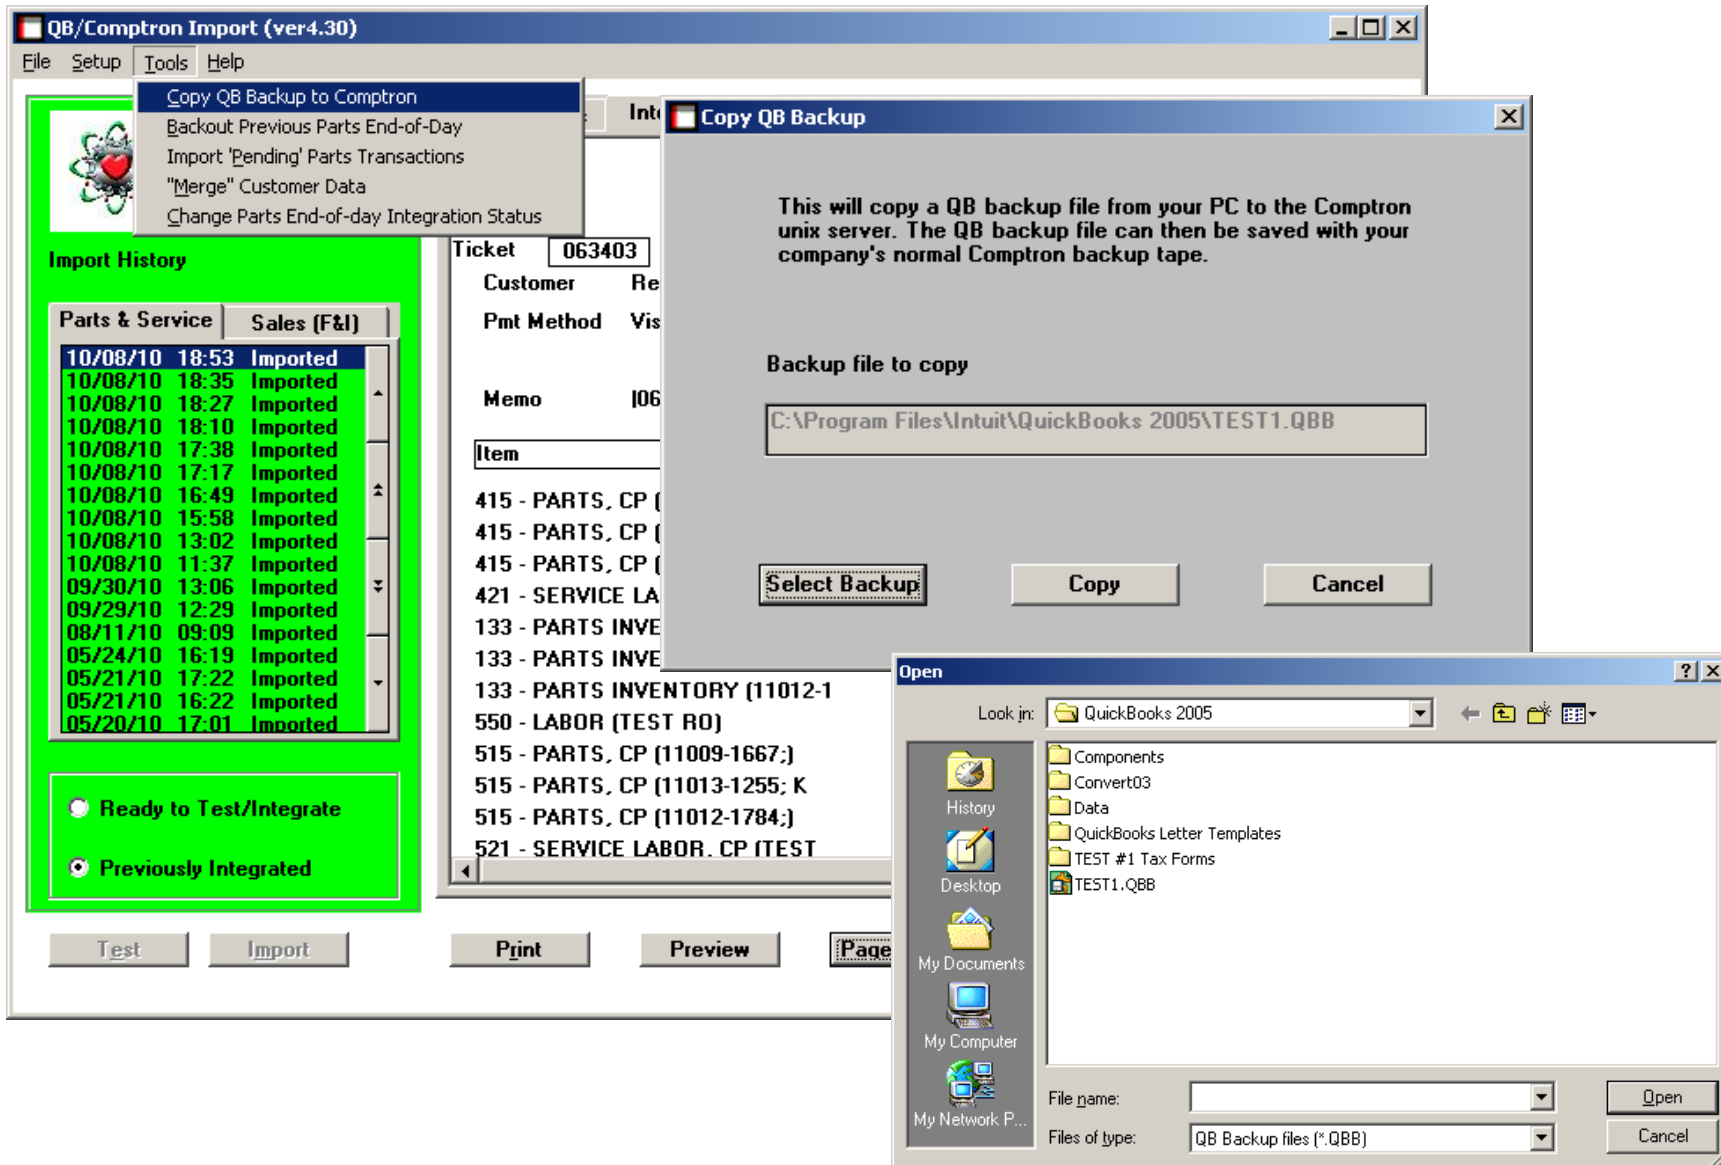 QB/Comptron Import (ver4.30)
File Setup Tools Help
Copy QB Backup to Comptron
Backout Previous Parts End-of-Day
Import 'Pending' Parts Transactions
"Merge" Customer Data
Change Parts End-of-day Integration Status
Import History
Parts & Service Sales (F&I)
10/08/10 18:53 Imported
10/08/10 18:35 Imported
10/08/10 18:27 Imported
10/08/10 18:10 Imported
10/08/10 17:38 Imported
10/08/10 17:17 Imported
10/08/10 16:49 Imported
10/08/10 15:58 Imported
10/08/10 13:02 Imported
10/08/10 11:37 Imported
09/30/10 13:06 Imported
09/29/10 12:29 Imported
08/11/10 09:09 Imported
05/24/10 16:19 Imported
05/21/10 17:22 Imported
05/21/10 16:22 Imported
05/20/10 17:01 Imported
Ready to Test/Integrate
Previously Integrated
Test Import Print Preview Page
Ticket 063403
Customer Re
Pmt Method Vis
Memo |06
Item
415 - PARTS, CP (
415 - PARTS, CP (
415 - PARTS, CP (
421 - SERVICE LA
133 - PARTS INVE
133 - PARTS INVE
133 - PARTS INVENTORY (11012-1
550 - LABOR (TEST RO)
515 - PARTS, CP (11009-1667;)
515 - PARTS, CP (11013-1255; K
515 - PARTS, CP (11012-1784;)
521 - SERVICE LABOR, CP (TEST
Copy QB Backup
This will copy a QB backup file from your PC to the Comptron
unix server. The QB backup file can then be saved with your
company's normal Comptron backup tape.
Backup file to copy
C:\Program Files\Intuit\QuickBooks 2005\TEST1.QBB
Select Backup Copy Cancel
Open
Look in: QuickBooks 2005
History
Desktop
My Documents
My Computer
My Network P...
Components
Convert03
Data
QuickBooks Letter Templates
TEST #1 Tax Forms
TEST1.QBB
File name: Open
Files of type: QB Backup files (*.QBB) Cancel